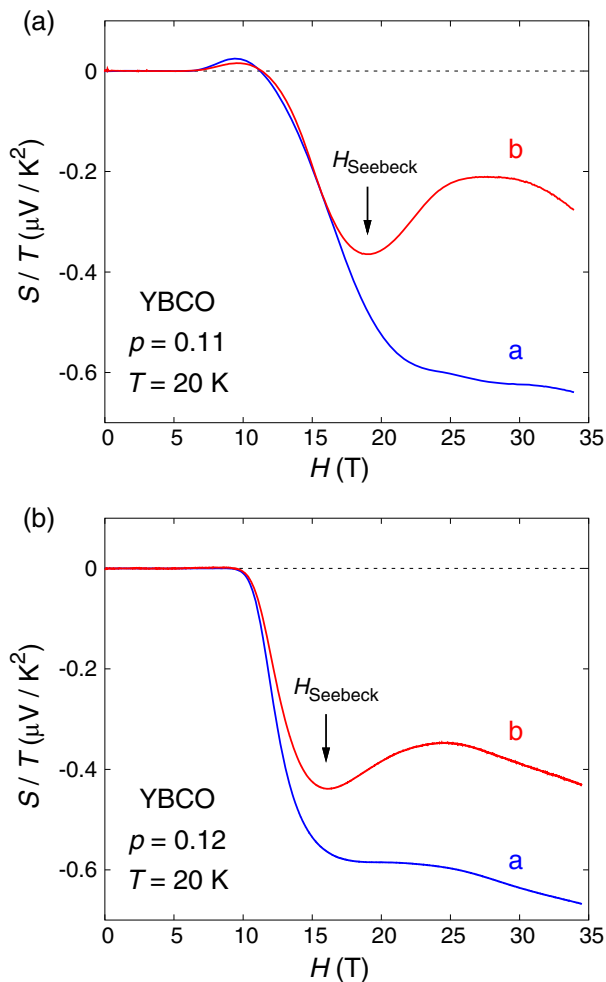 (a)
0
-0.2
-0.4
-0.6
S / T (μV / K²)
H_Seebeck
b
a
YBCO
p = 0.11
T = 20 K
0 5 10 15 20 25 30 35
H (T)
(b)
0
-0.2
-0.4
-0.6
S / T (μV / K²)
H_Seebeck
b
a
YBCO
p = 0.12
T = 20 K
0 5 10 15 20 25 30 35
H (T)